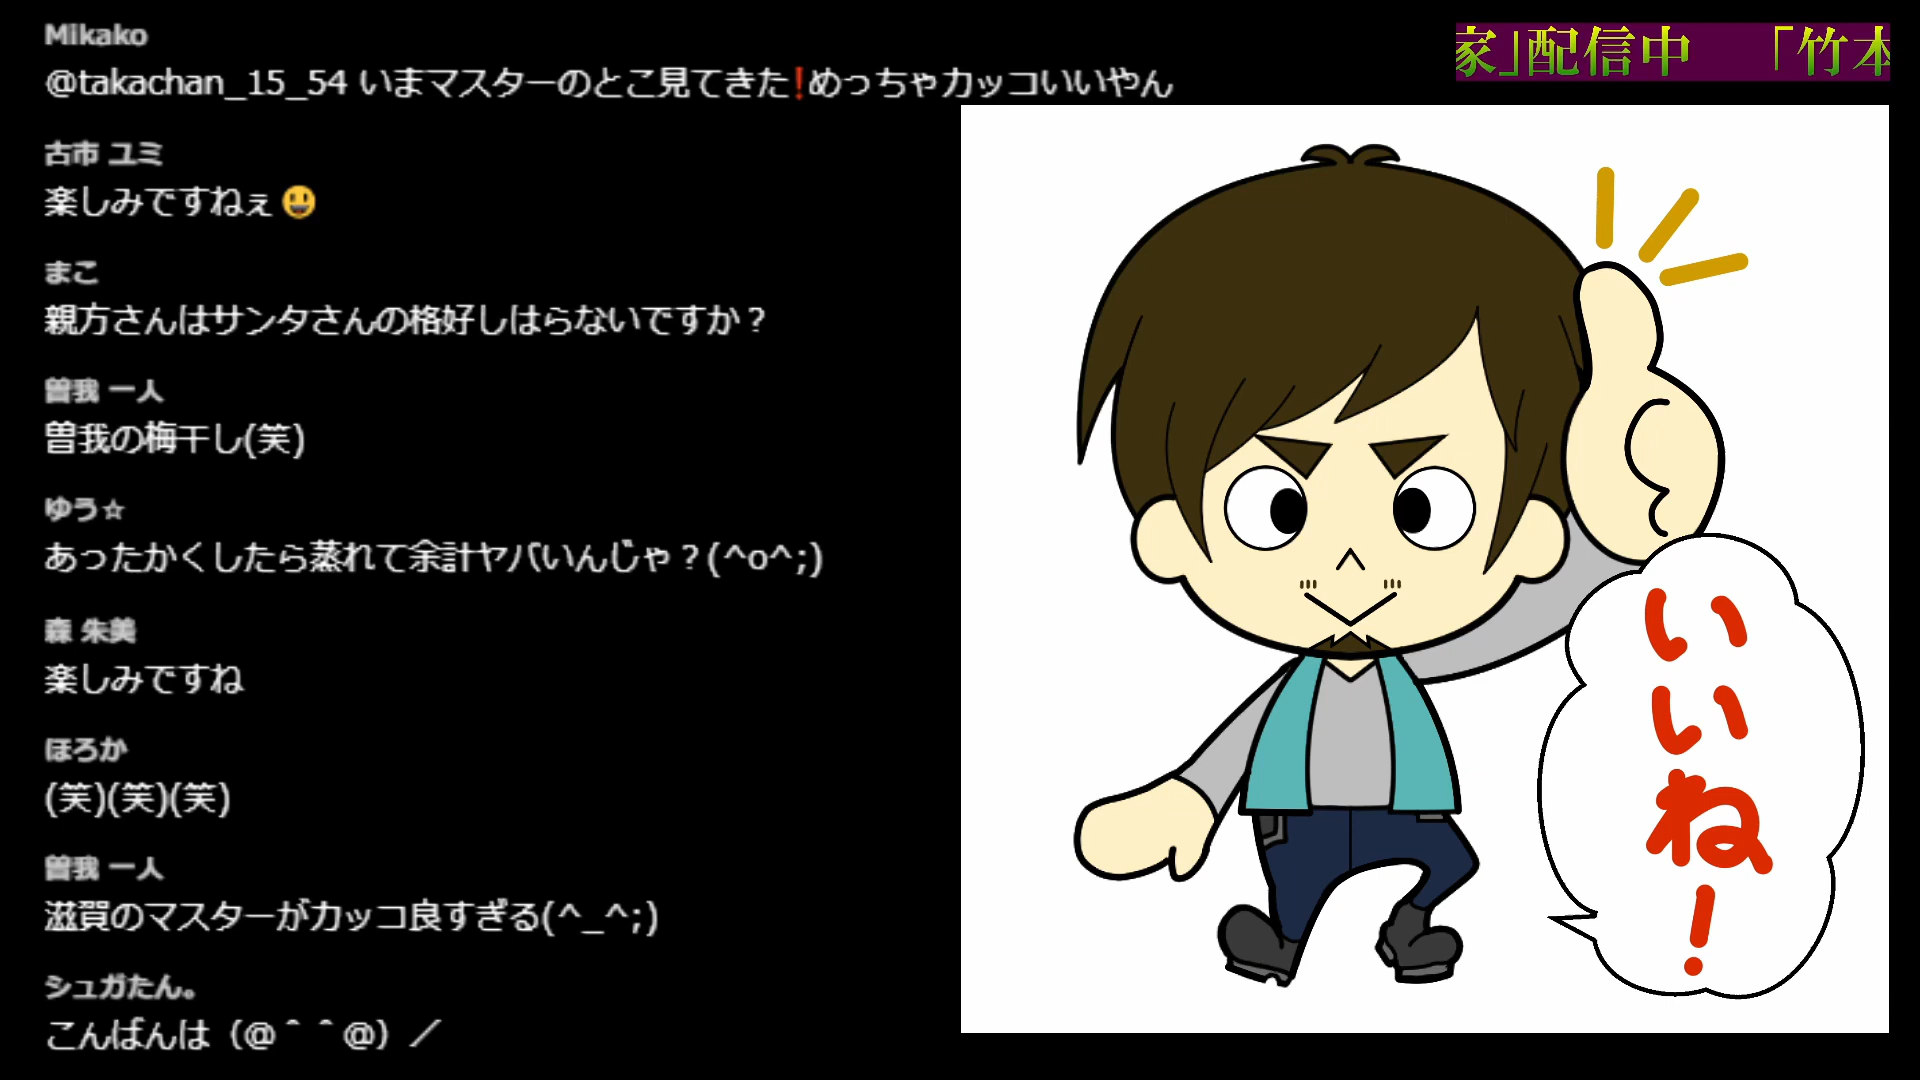 Mikako
@takachan_15_54 いまマスターのとこ見てきた❗めっちゃカッコいいやん
家」配信中 「竹本
古市 ユミ
楽しみですねぇ😃
まこ
親方さんはサンタさんの格好しはらないですか？
曽我 一人
曽我の梅干し(笑)
ゆう☆
あったかくしたら蒸れて余計ヤバいんじゃ？(^o^;)
森 朱美
楽しみですね
ほろか
(笑)(笑)(笑)
曽我 一人
滋賀のマスターがカッコ良すぎる(^_^;)
シュガたん。
こんばんは（@＾＾@）／
いい
いい
ね
!